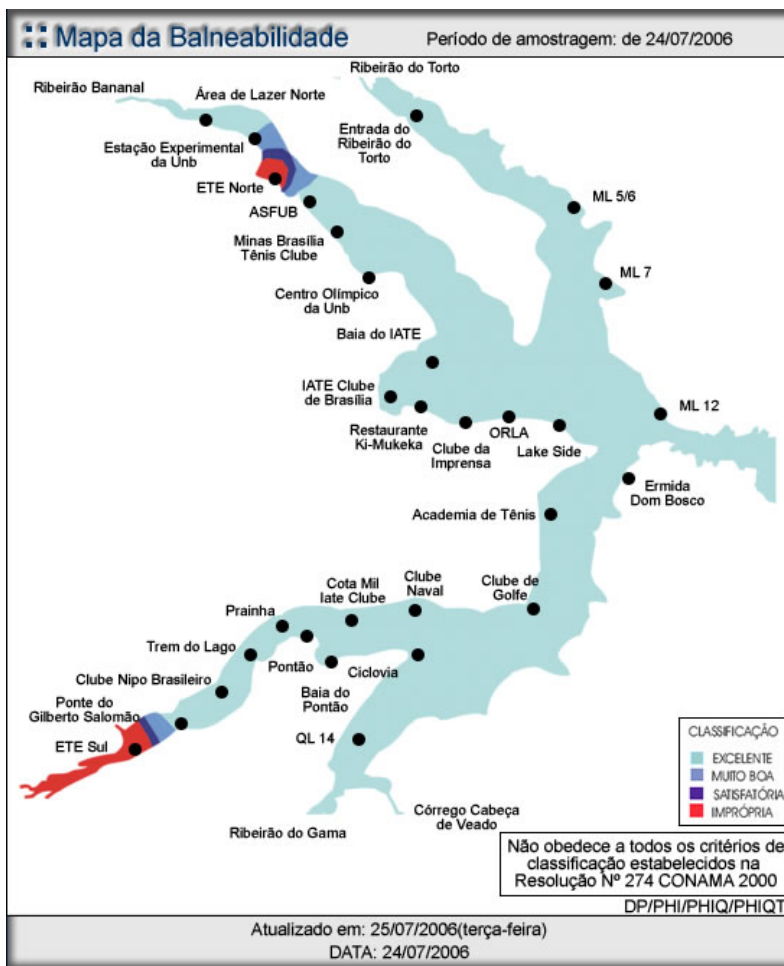 Mapa da Balneabilidade
Período de amostragem: de 24/07/2006
Ribeirão do Torto
Ribeirão Bananal
Área de Lazer Norte
Entrada do
Ribeirão do
Torto
Estação Experimental
da Unb
ETE Norte
ASFUB
ML 5/6
Minas Brasília
Tênis Clube
ML 7
Centro Olímpico
da Unb
Baia do IATE
IATE Clube
de Brasília
ML 12
Restaurante
Ki-Mukeka
Clube da
Imprensa
ORLA
Lake Side
Ermida
Dom Bosco
Academia de Tênis
Cota Mil
Iate Clube
Clube
Naval
Clube de
Golfe
Prainha
Trem do Lago
Pontão
Ciclovia
Clube Nipo Brasileiro
Baia do
Pontão
Ponte do
Gilberto Salomão
ETE Sul
QL 14
CLASSIFICAÇÃO
EXCELENTE
MUITO BOA
SATISFATÓRIA
IMPRÓPRIA
Ribeirão do Gama
Córrego Cabeça
de Veado
Não obedece a todos os critérios de
classificação estabelecidos na
Resolução Nº 274 CONAMA 2000
DP/PHI/PHIQ/PHIQT
Atualizado em: 25/07/2006(terça-feira)
DATA: 24/07/2006